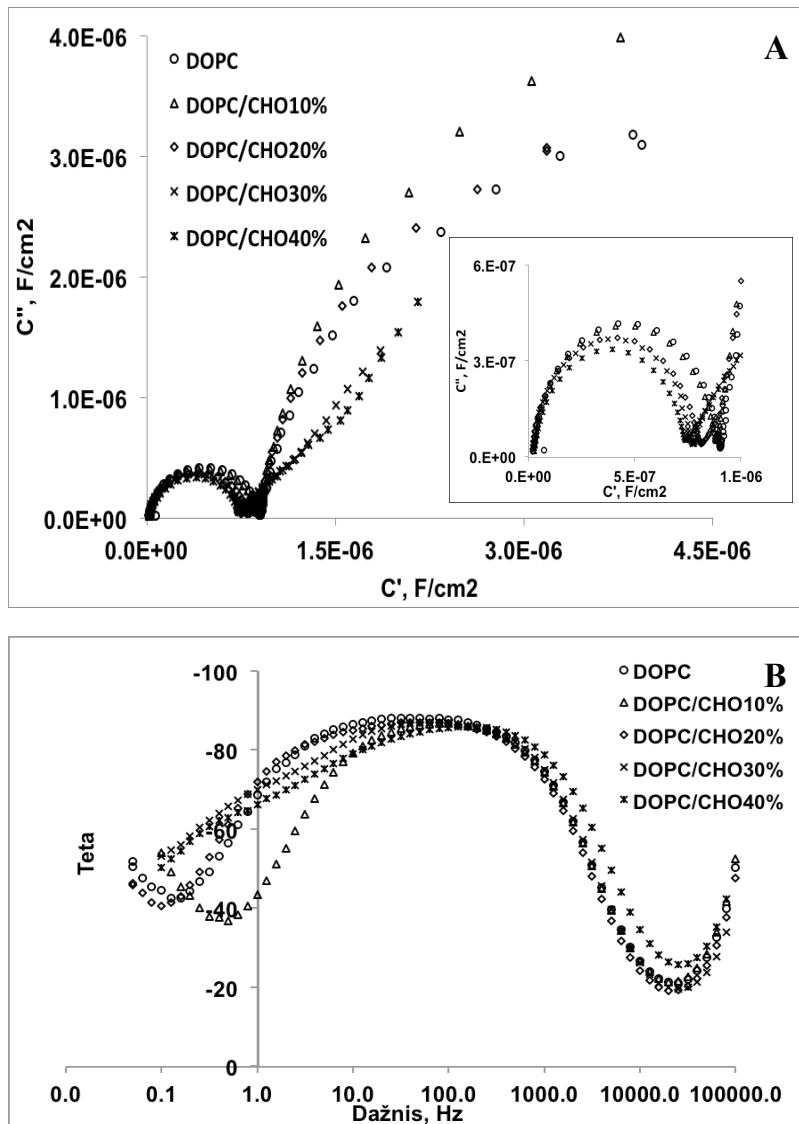 A
4.0E-06
DOPC
DOPC/CHO10%
3.0E-06
DOPC/CHO20%
DOPC/CHO30%
DOPC/CHO40%
C", F/cm2
2.0E-06
1.0E-06
0.0E+00
0.0E+00 1.5E-06 3.0E-06 4.5E-06
C', F/cm2
6.E-07
C", F/cm2
3.E-07
0.E+00
0.E+00 5.E-07 1.E-06
C', F/cm2
B
-100
DOPC
DOPC/CHO10%
-80
DOPC/CHO20%
DOPC/CHO30%
DOPC/CHO40%
-60
Teta
-40
-20
0
0.0 0.1 1.0 10.0 100.0 1000.0 10000.0 100000.0
Dažnis, Hz